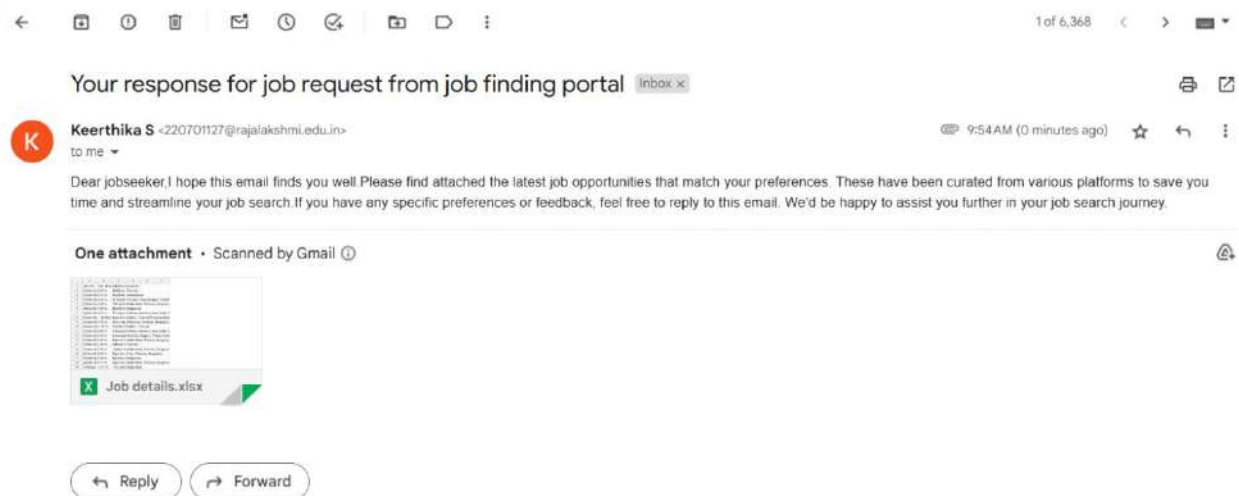 1 of 6,368
Your response for job request from job finding portal Inbox x
K
Keerthika S <220701127@rajalakshmi.edu.in>
9:54 AM (0 minutes ago)
to me
Dear jobseeker,I hope this email finds you well.Please find attached the latest job opportunities that match your preferences. These have been curated from various platforms to save you
time and streamline your job search.If you have any specific preferences or feedback, feel free to reply to this email. We'd be happy to assist you further in your job search journey.
One attachment • Scanned by Gmail
X Job details.xlsx
Reply
Forward